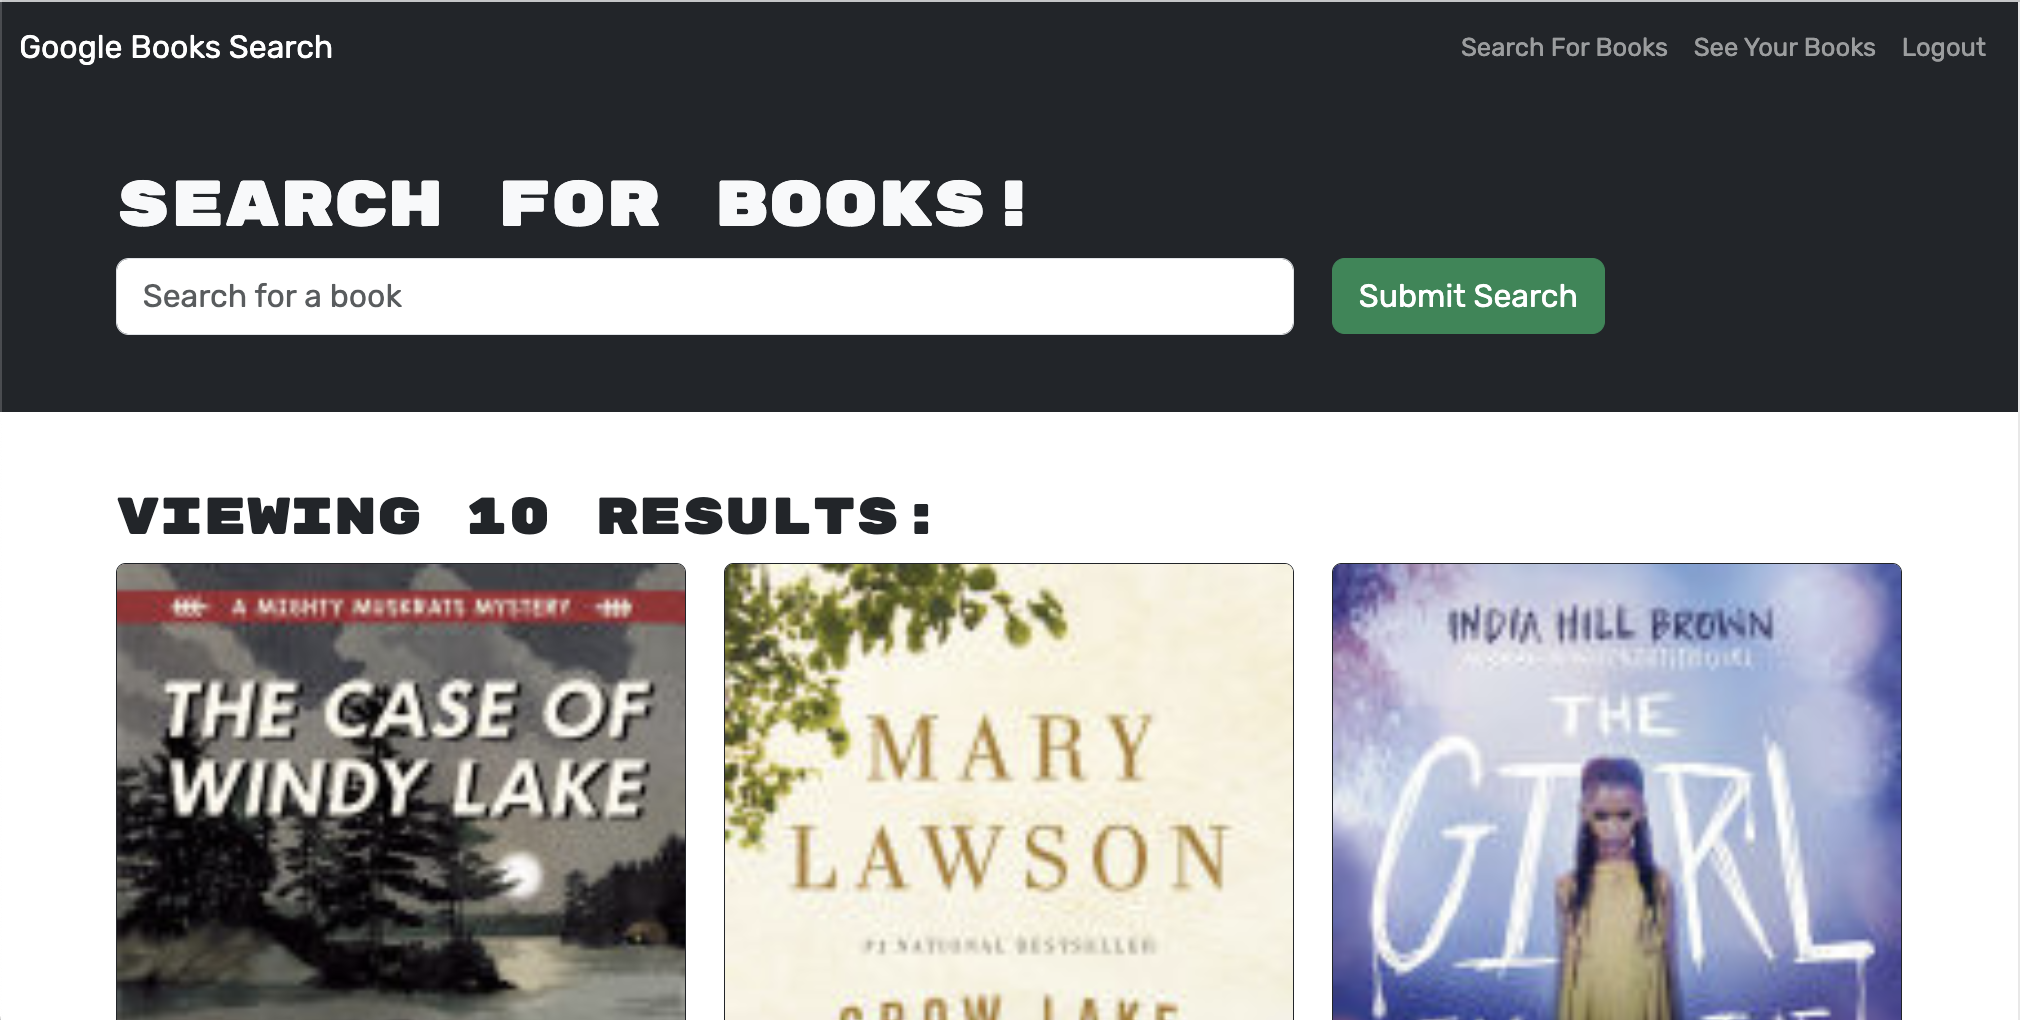 Google Books Search
Search For Books See Your Books Logout
SEARCH FOR BOOKS!
Search for a book
Submit Search
VIEWING 10 RESULTS:
A MIGHTY MUSKRATS MYSTERY
THE CASE OF
WINDY LAKE
MARY
LAWSON
#1 NATIONAL BESTSELLER
CROW LAKE
INDIA HILL BROWN
THE
GIRL
THE